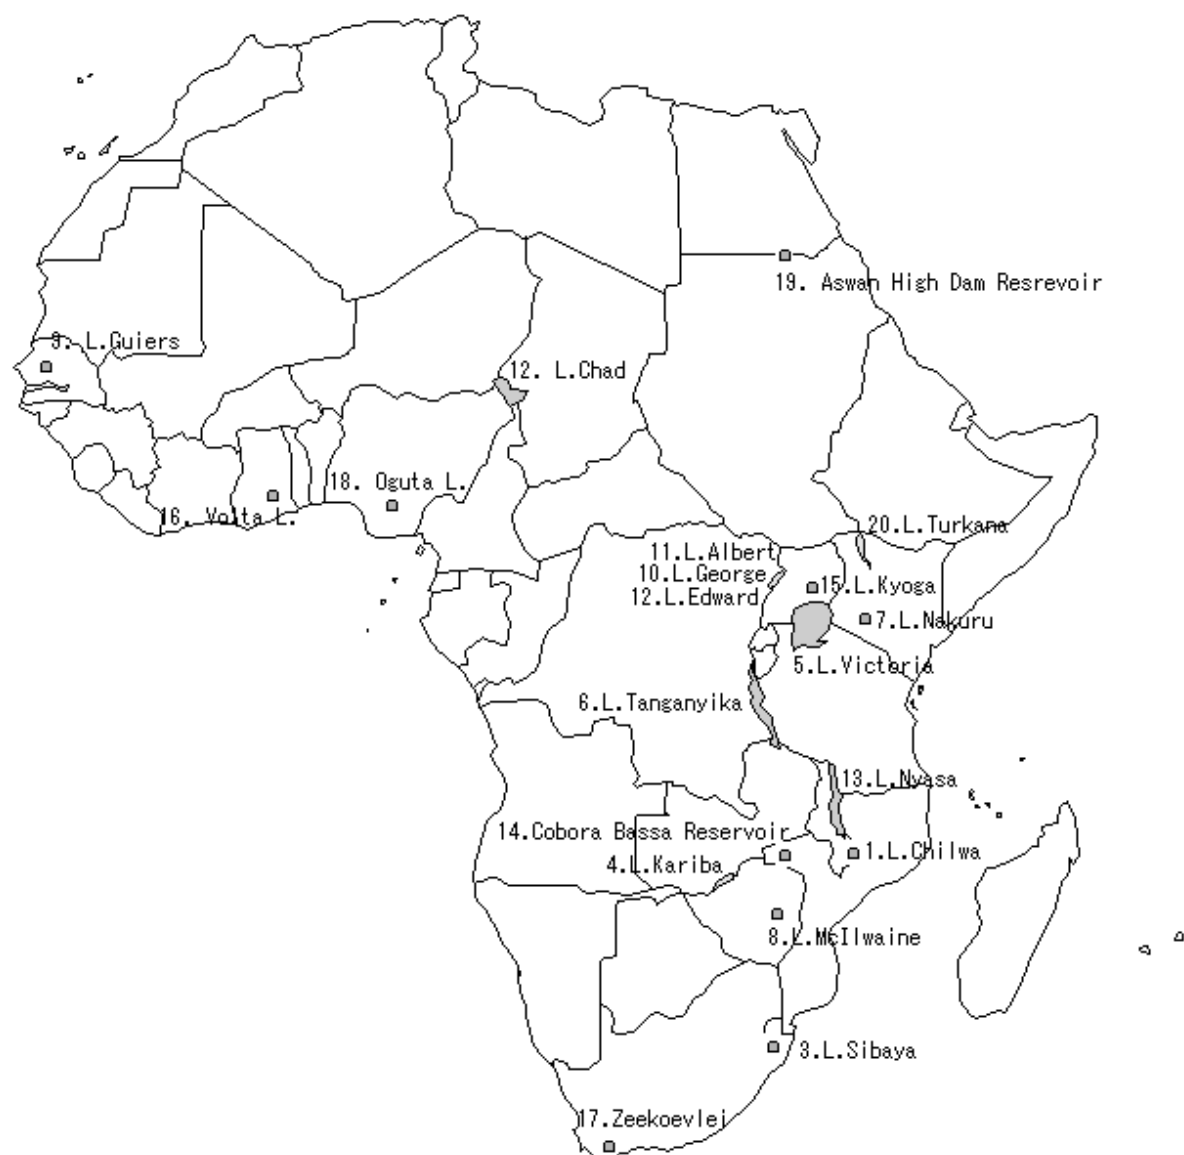 19. Aswan High Dam Resrevoir
9. L.Guiers
12. L.Chad
18. Oguta L.
16. Volta L.
20.L.Turkana
11.L.Albert
10.L.George
15.L.Kyoga
12.L.Edward
7.L.Nakuru
5.L.Victoria
6.L.Tanganyika
13.L.Nyasa
14.Cobora Bassa Reservoir
1.L.Chilwa
4.L.Kariba
8.L.McIlwaine
3.L.Sibaya
17.Zeekoevlei